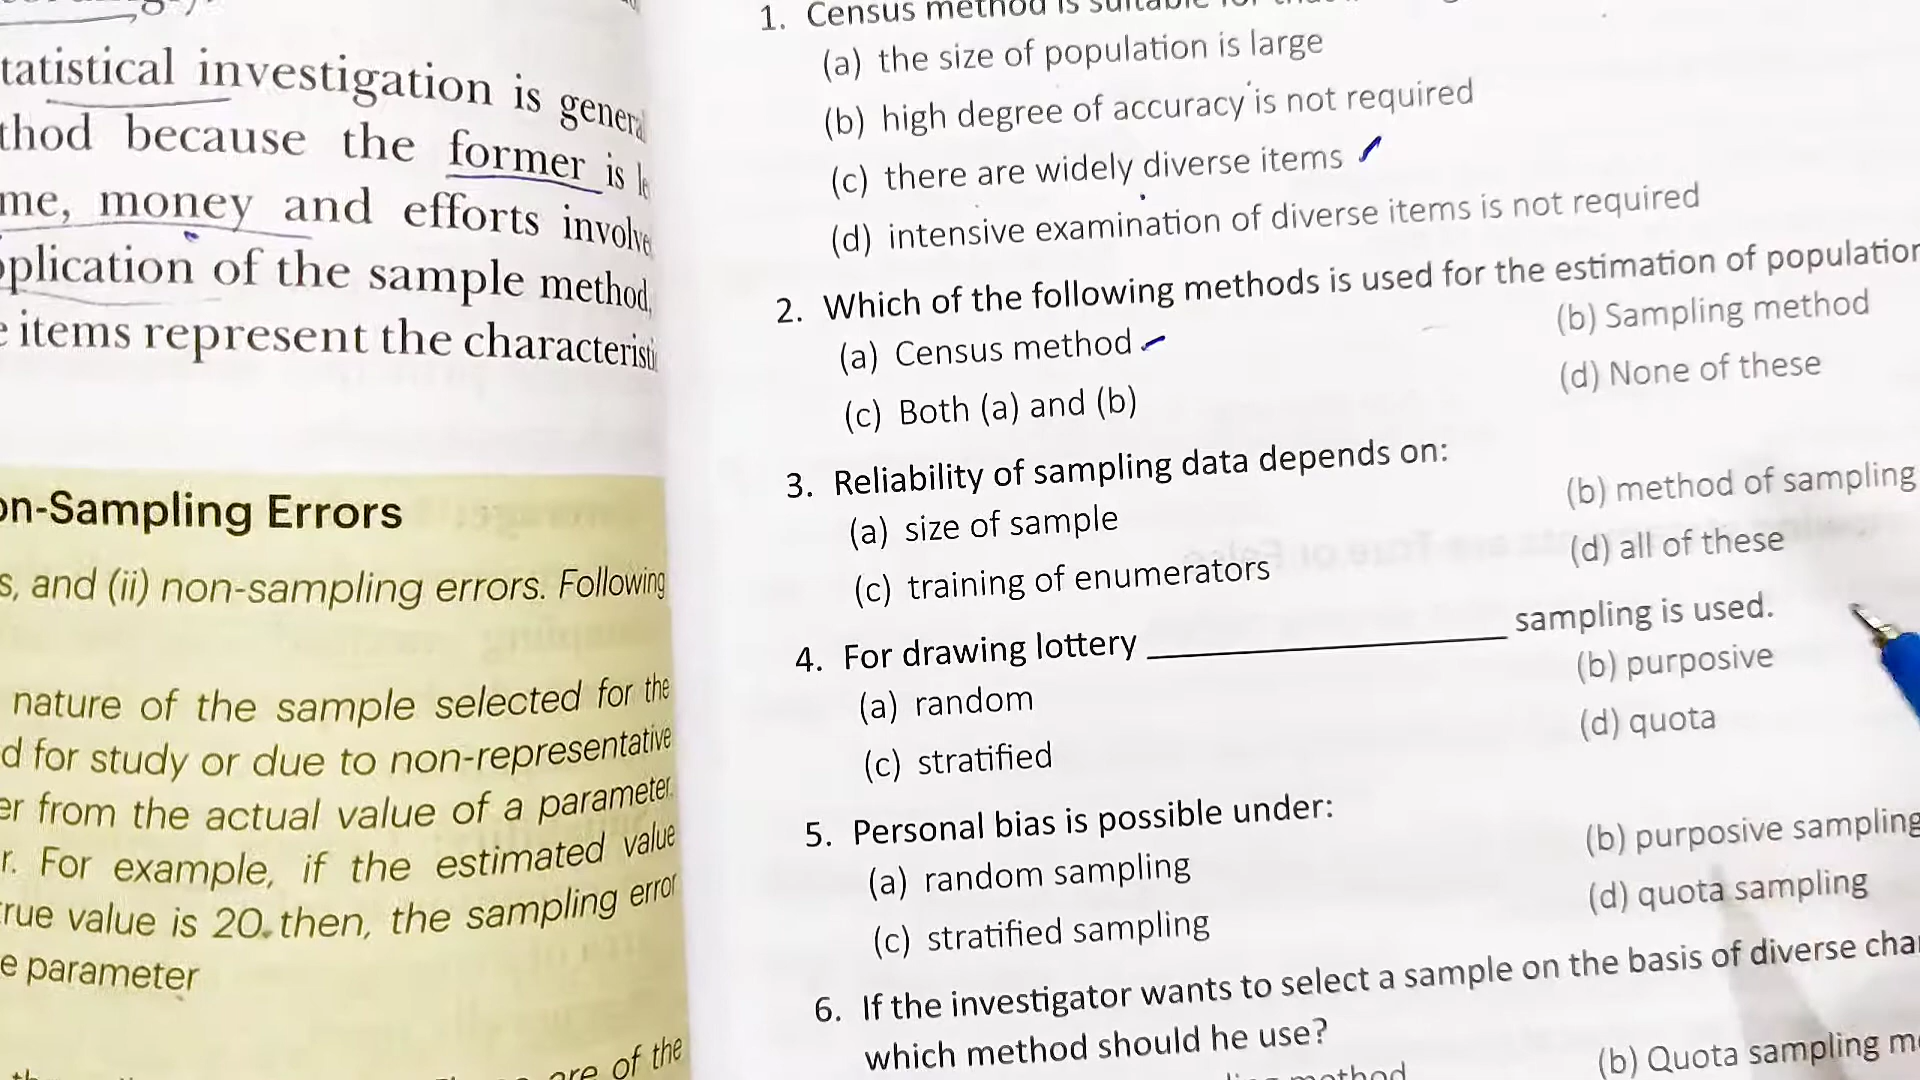 tatistical investigation is
thod because the former is
me, money and efforts
plication of the sample method,
items represent the
on-Sampling Errors
s, and (ii) non-sampling errors. Following
nature of the sample selected for the
d for study or due to non-representative
er from the actual value of a parameter.
r. For example, if the estimated value
rue value is 20, then, the sampling error
e parameter
are of the
1. Census method is suitable for
(a) the size of population is large
(b) high degree of accuracy is not required
(c) there are widely diverse items
(d) intensive examination of diverse items is not required
2. Which of the following methods is used for the estimation of population
(a) Census method (b) Sampling method
(c) Both (a) and (b) (d) None of these
3. Reliability of sampling data depends on:
(a) size of sample (b) method of sampling
(c) training of enumerators (d) all of these
4. For drawing lottery ____________ sampling is used.
(a) random (b) purposive
(c) stratified (d) quota
5. Personal bias is possible under:
(a) random sampling (b) purposive sampling
(c) stratified sampling (d) quota sampling
6. If the investigator wants to select a sample on the basis of diverse
which method should he use?
method (b) Quota sampling